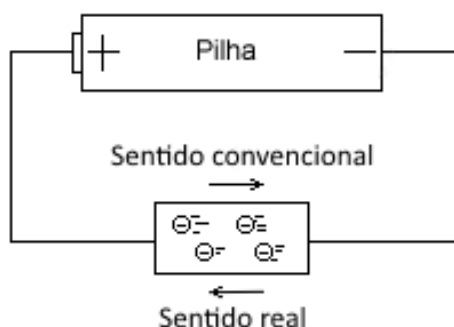 + Pilha −
Sentido convencional
Sentido real